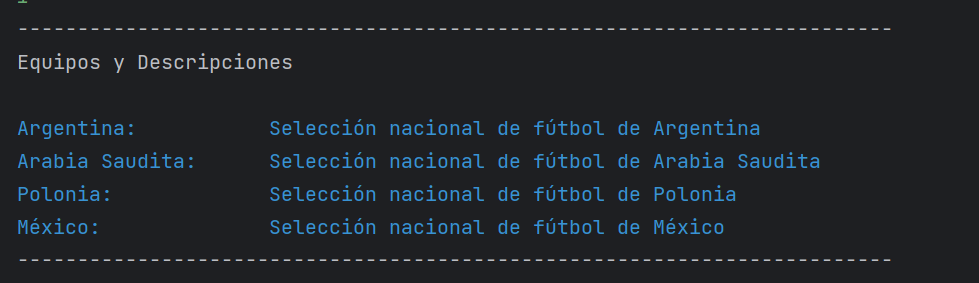 -------------------------------------------------------------------------
Equipos y Descripciones
Argentina: Selección nacional de fútbol de Argentina
Arabia Saudita: Selección nacional de fútbol de Arabia Saudita
Polonia: Selección nacional de fútbol de Polonia
México: Selección nacional de fútbol de México
-------------------------------------------------------------------------